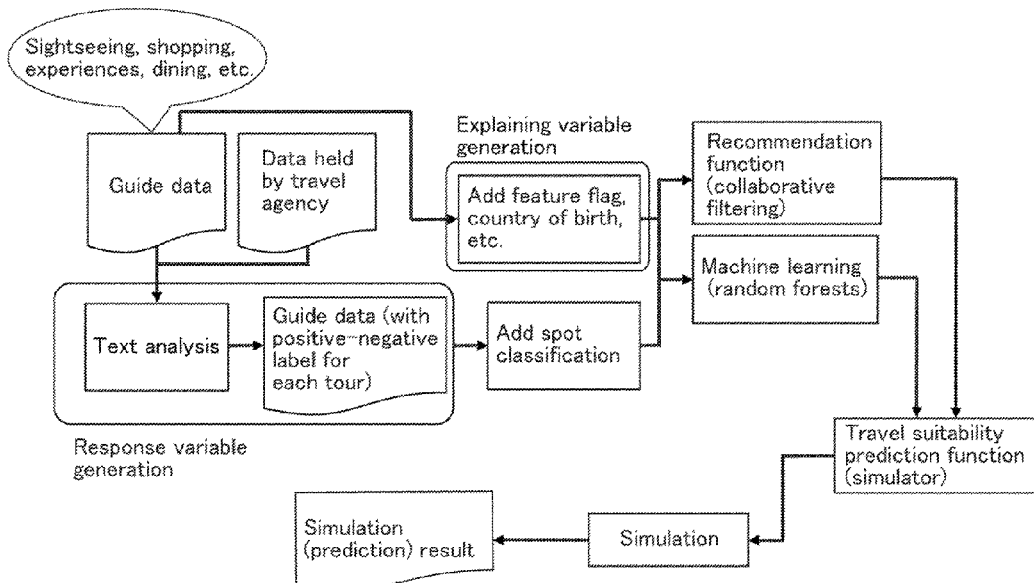 Sightseeing, shopping,
experiences, dining, etc.
Guide data
Data held
by travel
agency
Explaining variable
generation
Add feature flag,
country of birth,
etc.
Recommendation
function
(collaborative
filtering)
Machine learning
(random forests)
Text analysis
Guide data (with
positive-negative
label for
each tour)
Add spot
classification
Response variable
generation
Travel suitability
prediction function
(simulator)
Simulation
(prediction) result
Simulation